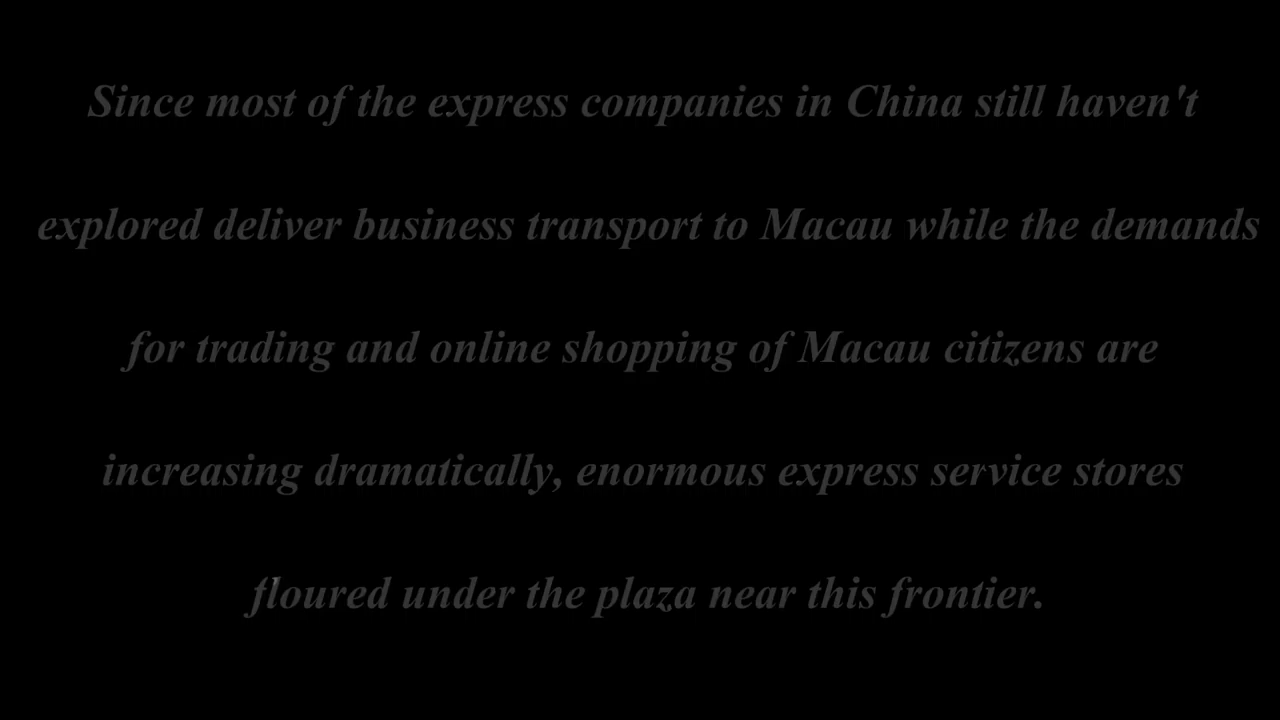 Since most of the express companies in China still haven't
explored deliver business transport to Macau while the demands
for trading and online shopping of Macau citizens are
increasing dramatically, enormous express service stores
floured under the plaza near this frontier.